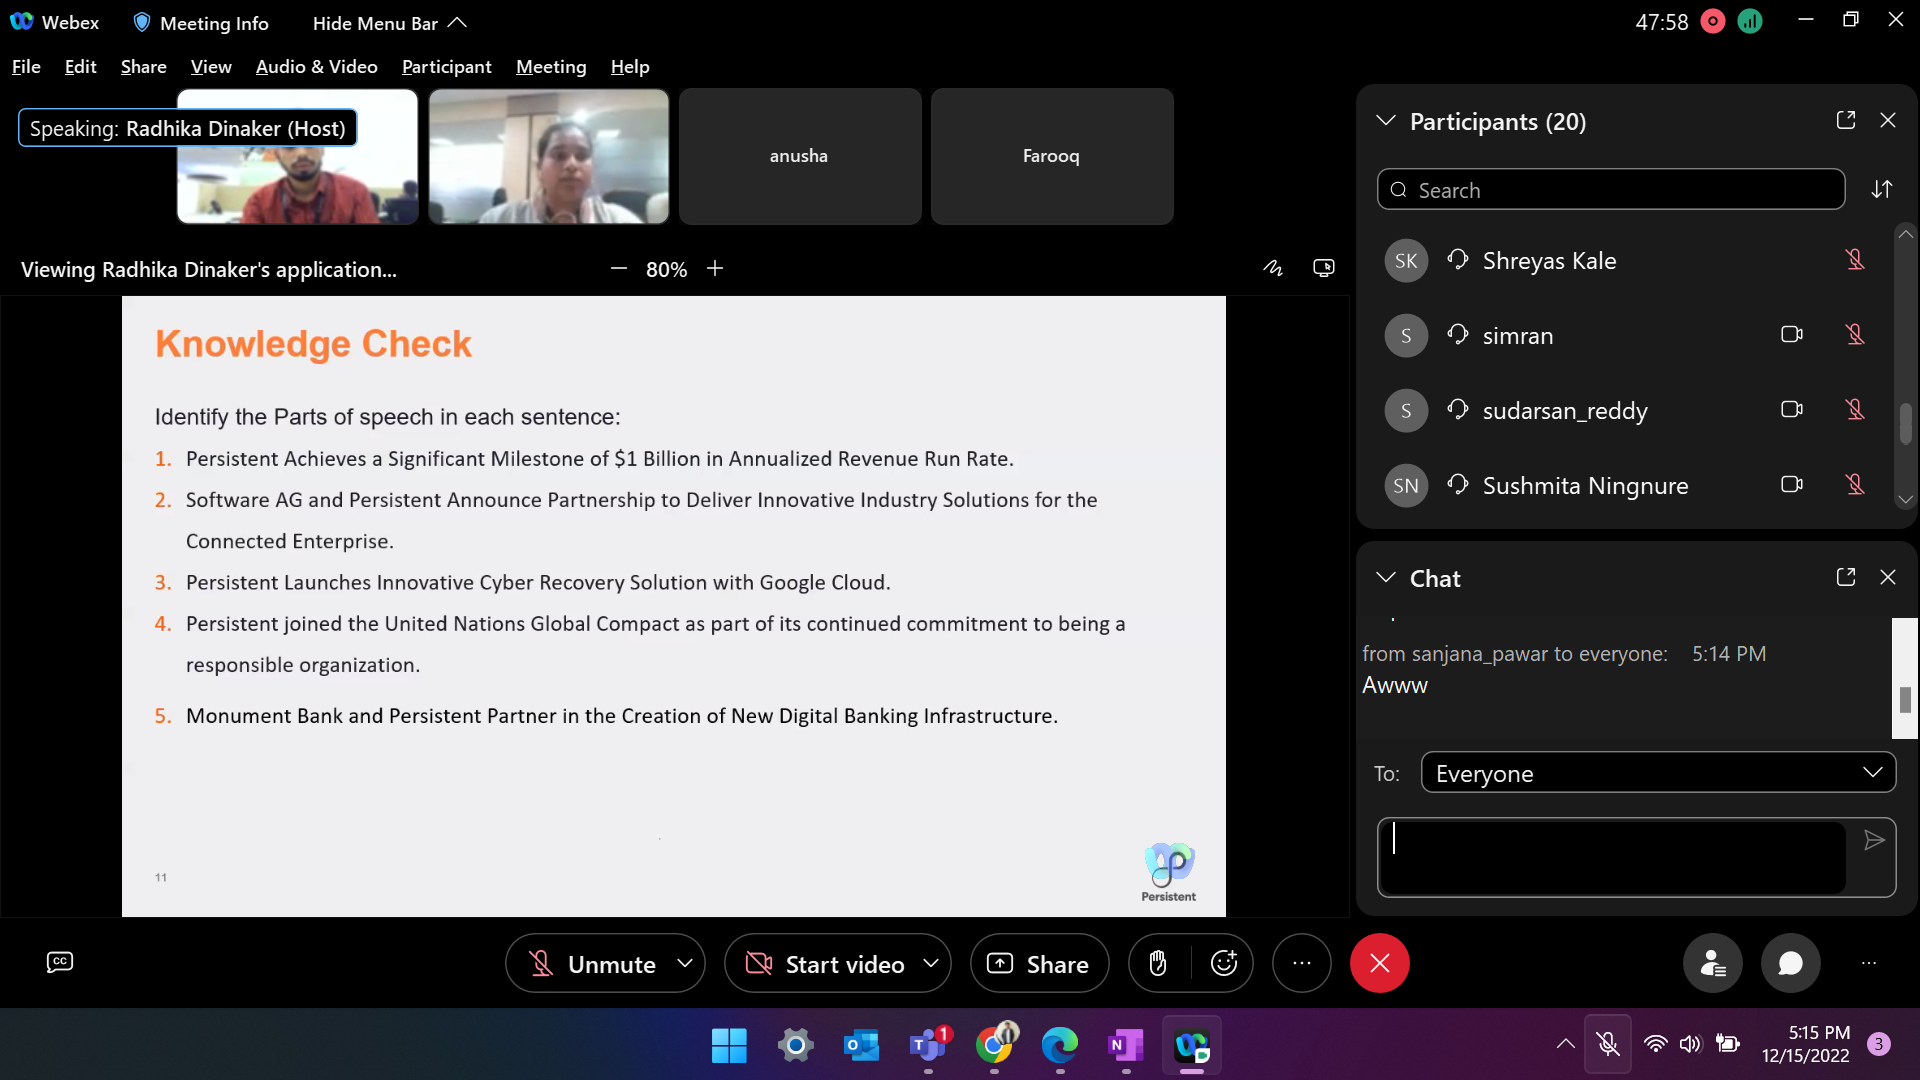 Webex
Meeting Info
Hide Menu Bar
47:58
File Edit Share View Audio & Video Participant Meeting Help
Speaking: Radhika Dinaker (Host)
anusha
Farooq
Viewing Radhika Dinaker's application...
80%
Knowledge Check
Identify the Parts of speech in each sentence:
1. Persistent Achieves a Significant Milestone of $1 Billion in Annualized Revenue Run Rate.
2. Software AG and Persistent Announce Partnership to Deliver Innovative Industry Solutions for the
Connected Enterprise.
3. Persistent Launches Innovative Cyber Recovery Solution with Google Cloud.
4. Persistent joined the United Nations Global Compact as part of its continued commitment to being a
responsible organization.
5. Monument Bank and Persistent Partner in the Creation of New Digital Banking Infrastructure.
11
Persistent
Participants (20)
Search
SK Shreyas Kale
S simran
S sudarsan_reddy
SN Sushmita Ningnure
Chat
from sanjana_pawar to everyone: 5:14 PM
Awww
To: Everyone
CC
Unmute
Start video
Share
1
5:15 PM
12/15/2022
3